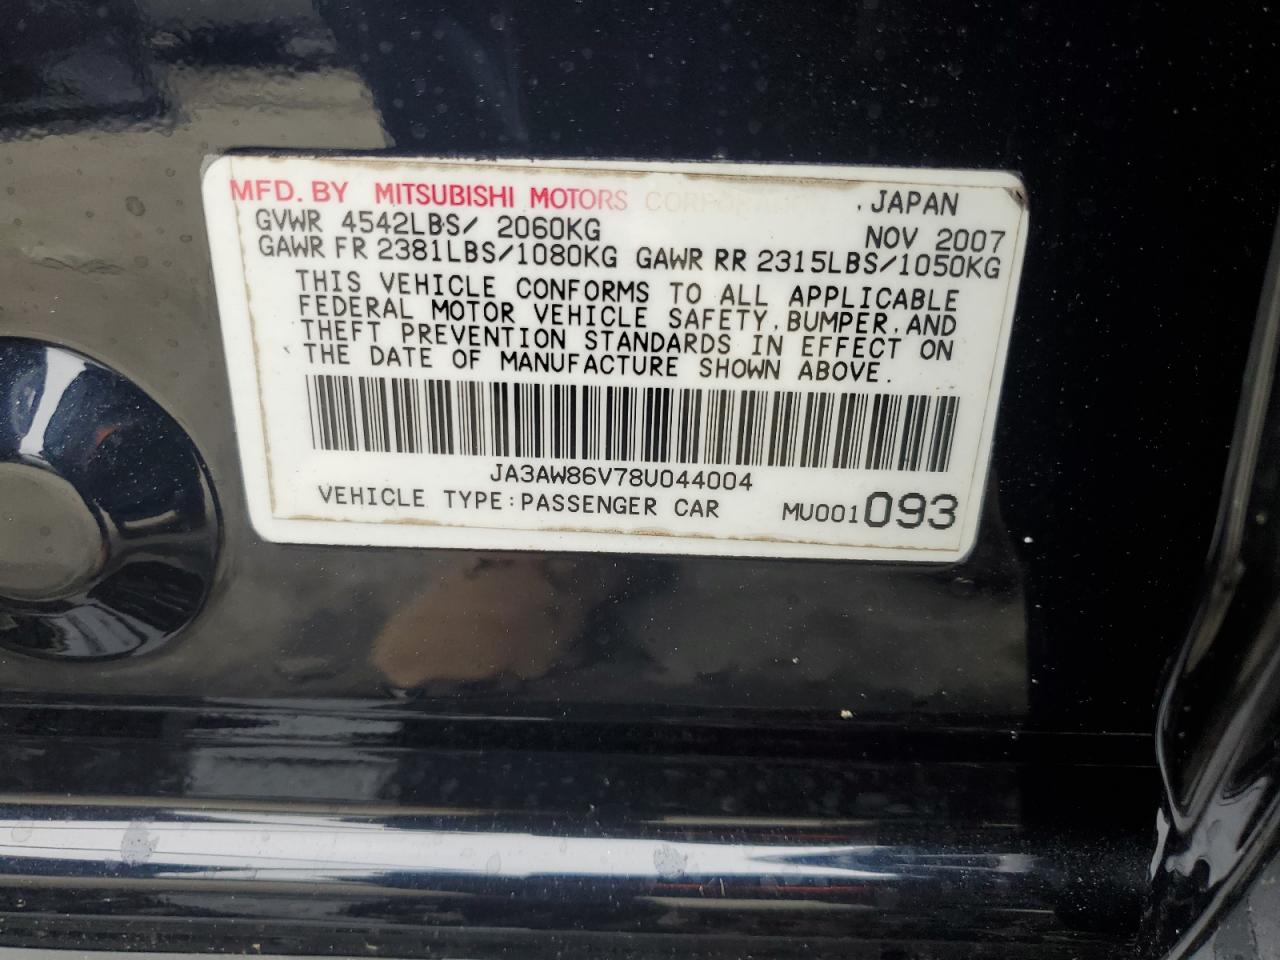 MFD. BY MITSUBISHI MOTORS CORPORATION . JAPAN
GVWR 4542LBS/ 2060KG NOV 2007
GAWR FR 2381LBS/1080KG GAWR RR 2315LBS/1050KG
THIS VEHICLE CONFORMS TO ALL APPLICABLE
FEDERAL MOTOR VEHICLE SAFETY, BUMPER, AND
THEFT PREVENTION STANDARDS IN EFFECT ON
THE DATE OF MANUFACTURE SHOWN ABOVE.
JA3AW86V78U044004
VEHICLE TYPE:PASSENGER CAR MU001093